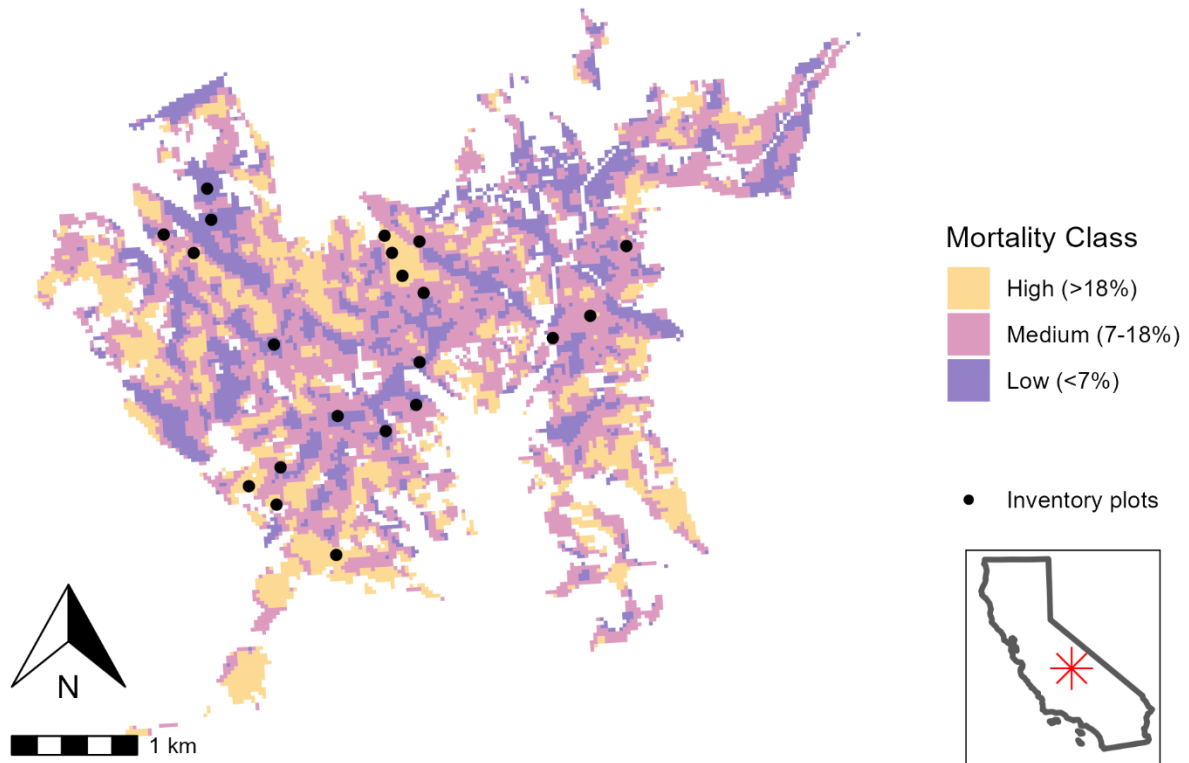 Mortality Class
High (>18%)
Medium (7-18%)
Low (<7%)
Inventory plots
N
1 km